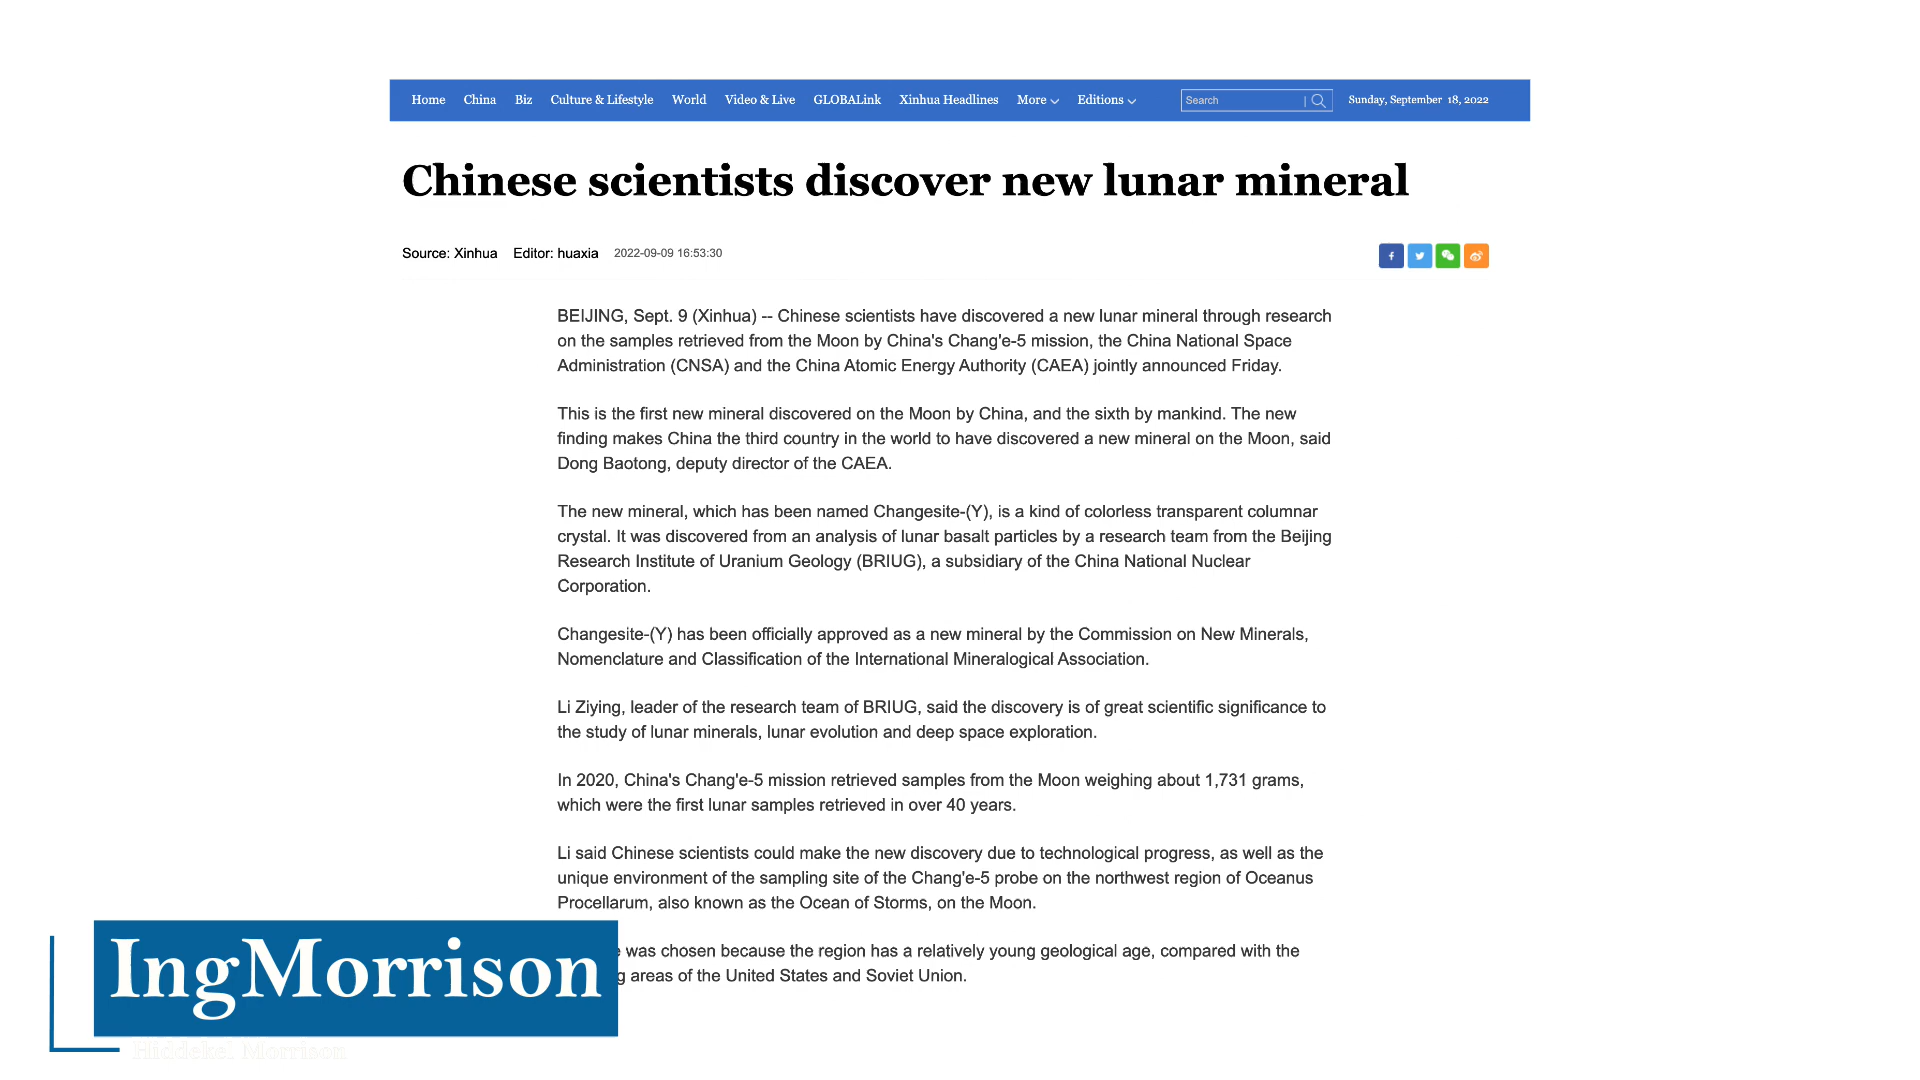 Home China Biz Culture & Lifestyle World Video & Live GLOBALink Xinhua Headlines More Editions Search Sunday, September 18, 2022
Chinese scientists discover new lunar mineral
Source: Xinhua Editor: huaxia 2022-09-09 16:53:30
BEIJING, Sept. 9 (Xinhua) -- Chinese scientists have discovered a new lunar mineral through research
on the samples retrieved from the Moon by China's Chang'e-5 mission, the China National Space
Administration (CNSA) and the China Atomic Energy Authority (CAEA) jointly announced Friday.
This is the first new mineral discovered on the Moon by China, and the sixth by mankind. The new
finding makes China the third country in the world to have discovered a new mineral on the Moon, said
Dong Baotong, deputy director of the CAEA.
The new mineral, which has been named Changesite-(Y), is a kind of colorless transparent columnar
crystal. It was discovered from an analysis of lunar basalt particles by a research team from the Beijing
Research Institute of Uranium Geology (BRIUG), a subsidiary of the China National Nuclear
Corporation.
Changesite-(Y) has been officially approved as a new mineral by the Commission on New Minerals,
Nomenclature and Classification of the International Mineralogical Association.
Li Ziying, leader of the research team of BRIUG, said the discovery is of great scientific significance to
the study of lunar minerals, lunar evolution and deep space exploration.
In 2020, China's Chang'e-5 mission retrieved samples from the Moon weighing about 1,731 grams,
which were the first lunar samples retrieved in over 40 years.
Li said Chinese scientists could make the new discovery due to technological progress, as well as the
unique environment of the sampling site of the Chang'e-5 probe on the northwest region of Oceanus
Procellarum, also known as the Ocean of Storms, on the Moon.
was chosen because the region has a relatively young geological age, compared with the
areas of the United States and Soviet Union.
IngMorrison
Hiddekel Morrison